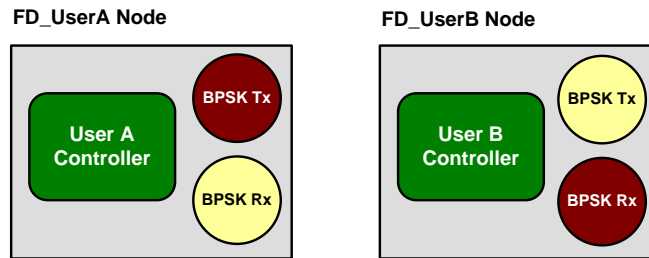 FD_UserA Node
BPSK Tx
User A
Controller
BPSK Rx
FD_UserB Node
BPSK Tx
User B
Controller
BPSK Rx